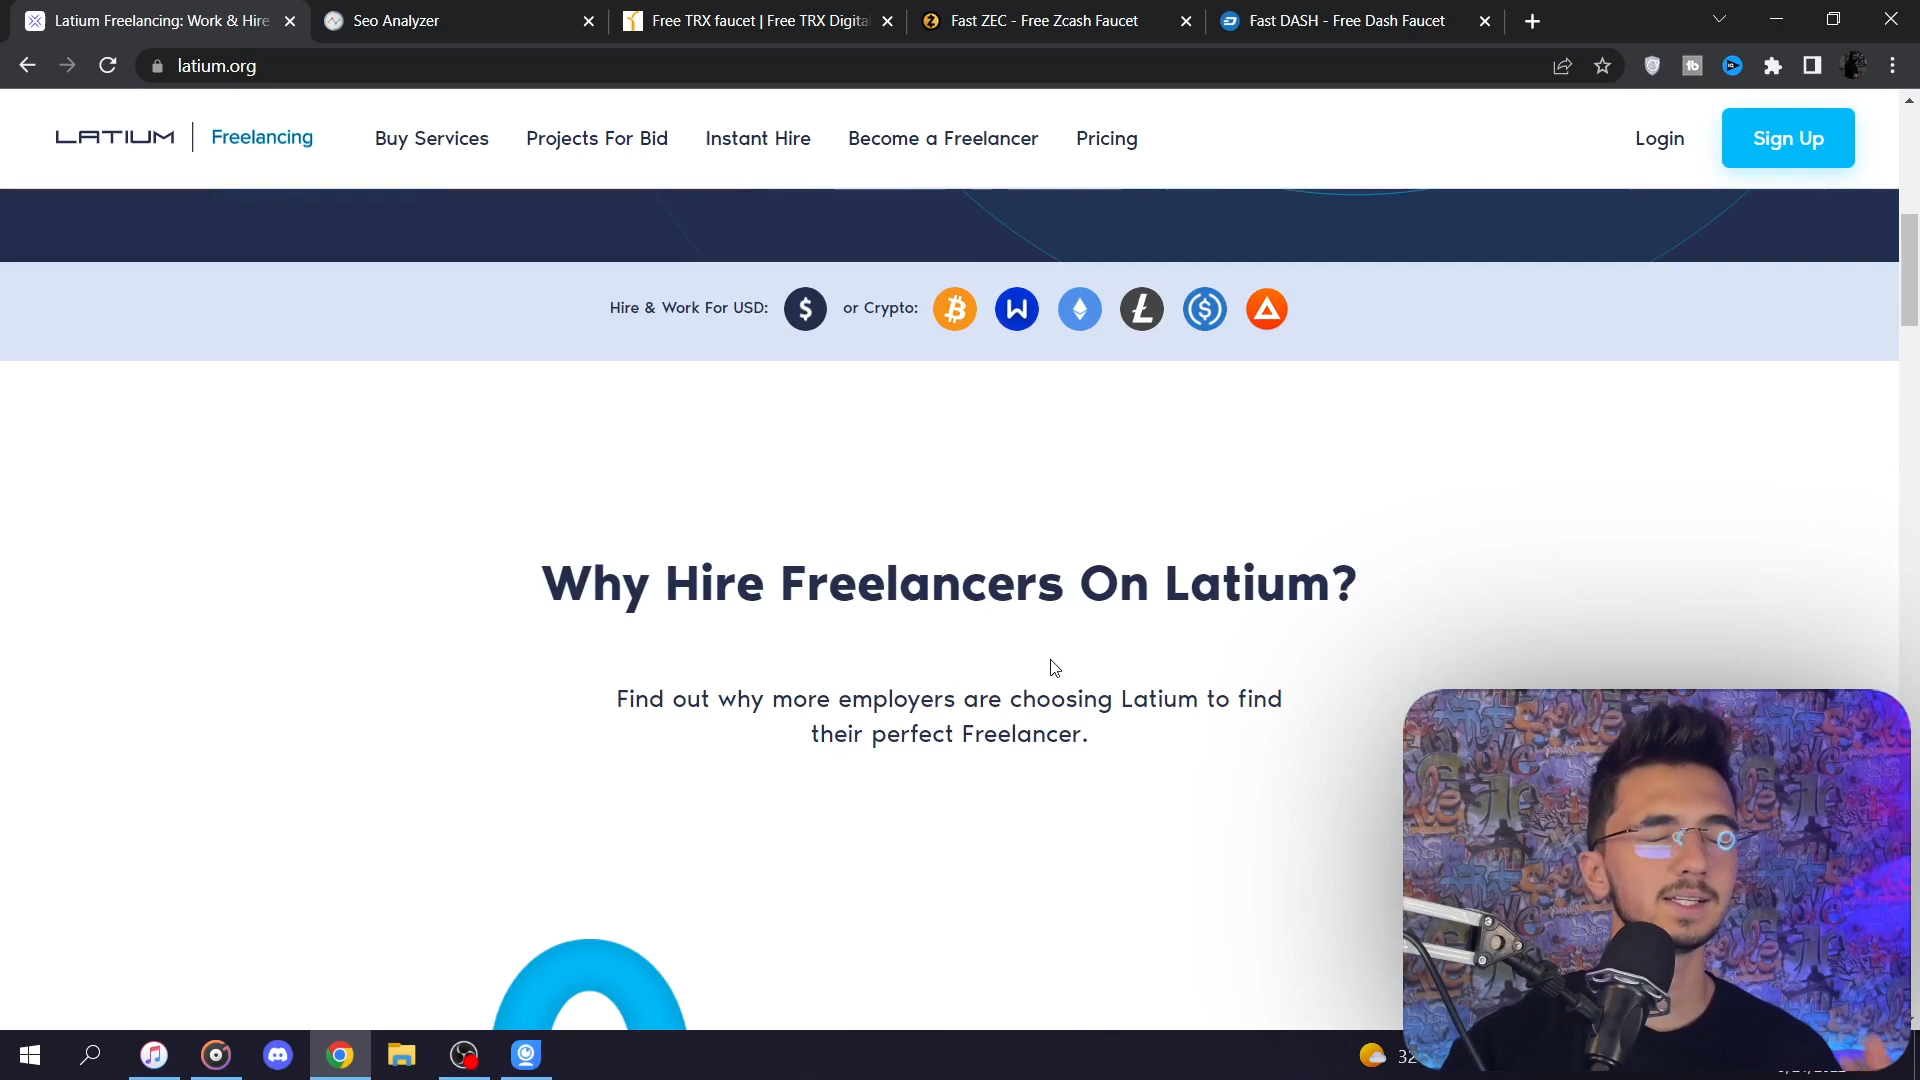 Latium Freelancing: Work & Hire
Seo Analyzer
Free TRX faucet | Free TRX Digita
Fast ZEC - Free Zcash Faucet
Fast DASH - Free Dash Faucet
latium.org
LATIUM
Freelancing
Buy Services
Projects For Bid
Instant Hire
Become a Freelancer
Pricing
Login
Sign Up
Hire & Work For USD:
or Crypto:
Why Hire Freelancers On Latium?
Find out why more employers are choosing Latium to find
their perfect Freelancer.